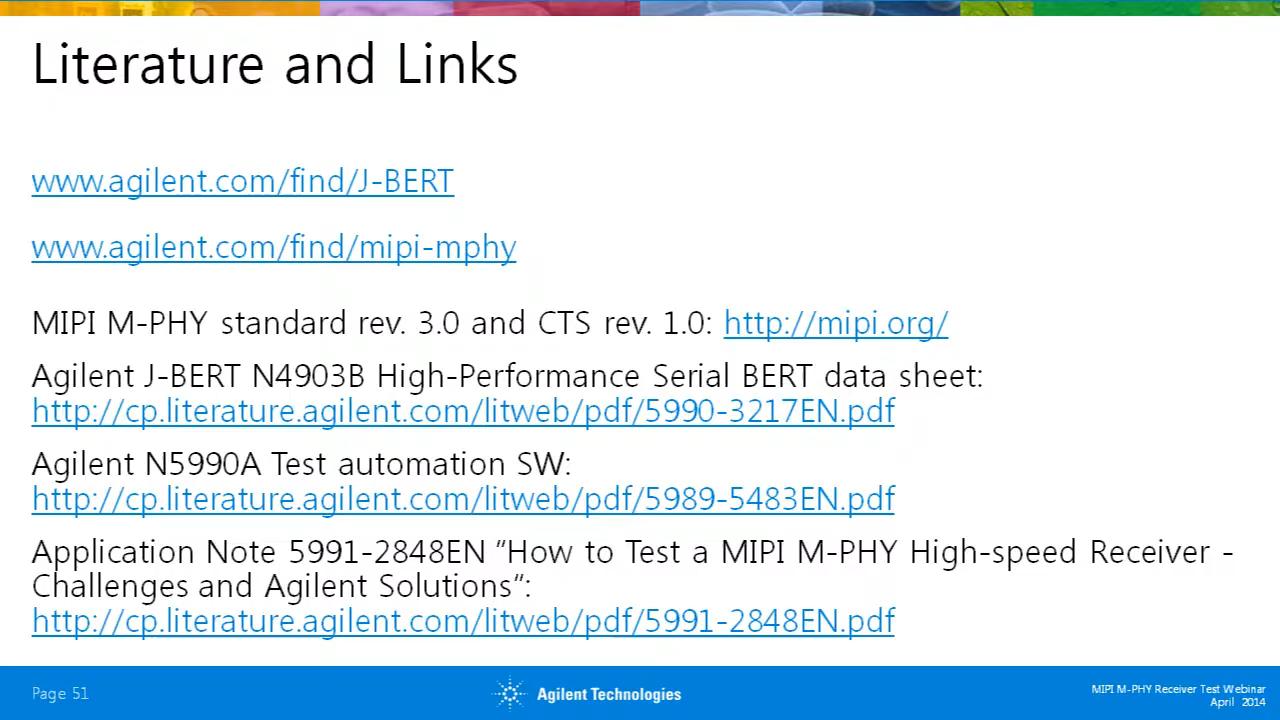 Literature and Links
www.agilent.com/find/J-BERT
www.agilent.com/find/mipi-mphy
MIPI M-PHY standard rev. 3.0 and CTS rev. 1.0: http://mipi.org/
Agilent J-BERT N4903B High-Performance Serial BERT data sheet:
http://cp.literature.agilent.com/litweb/pdf/5990-3217EN.pdf
Agilent N5990A Test automation SW:
http://cp.literature.agilent.com/litweb/pdf/5989-5483EN.pdf
Application Note 5991-2848EN “How to Test a MIPI M-PHY High-speed Receiver -
Challenges and Agilent Solutions”:
http://cp.literature.agilent.com/litweb/pdf/5991-2848EN.pdf
Page 51
Agilent Technologies
MIPI M-PHY Receiver Test Webinar
April 2014